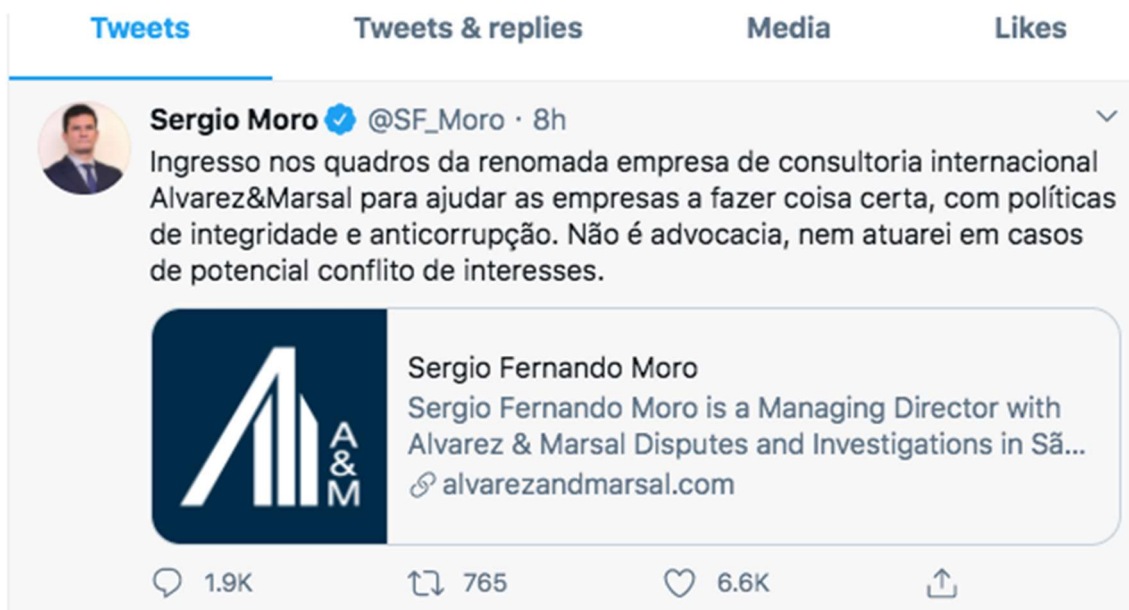 Tweets Tweets & replies Media Likes
Sergio Moro @SF_Moro · 8h
Ingresso nos quadros da renomada empresa de consultoria internacional
Alvarez&Marsal para ajudar as empresas a fazer coisa certa, com políticas
de integridade e anticorrupção. Não é advocacia, nem atuarei em casos
de potencial conflito de interesses.
A
&
M
Sergio Fernando Moro
Sergio Fernando Moro is a Managing Director with
Alvarez & Marsal Disputes and Investigations in Sã...
alvarezandmarsal.com
1.9K 765 6.6K